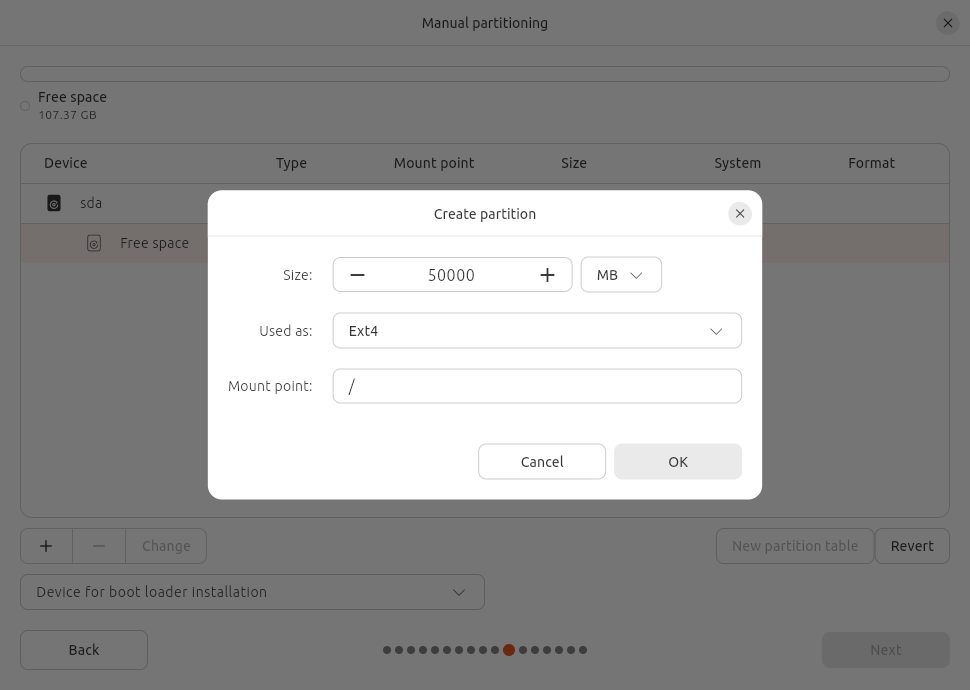 Manual partitioning
Free space
107.37 GB
Device Type Mount point Size System Format
sda
Free space
Create partition
Size: 50000 MB
Used as: Ext4
Mount point: /
Cancel OK
Change New partition table Revert
Device for boot loader installation
Back Next